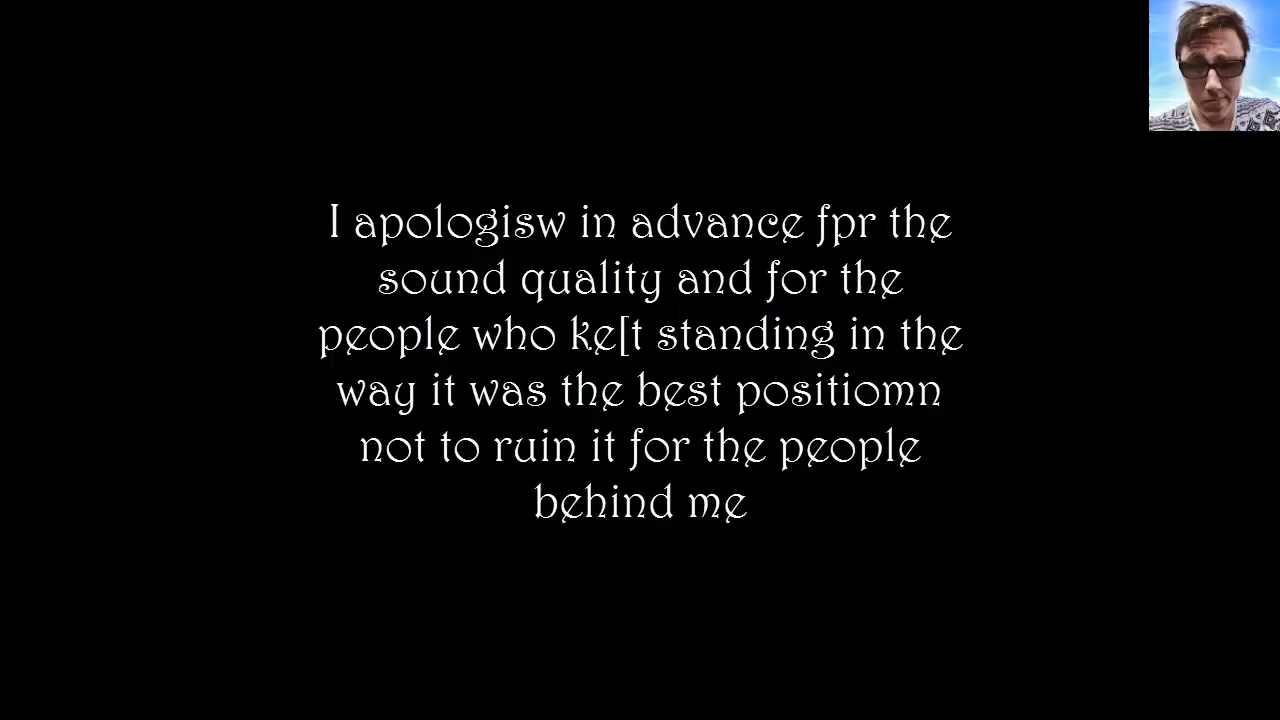 I apologisw in advance fpr the
sound quality and for the
people who ke[t standing in the
way it was the best positiomn
not to ruin it for the people
behind me